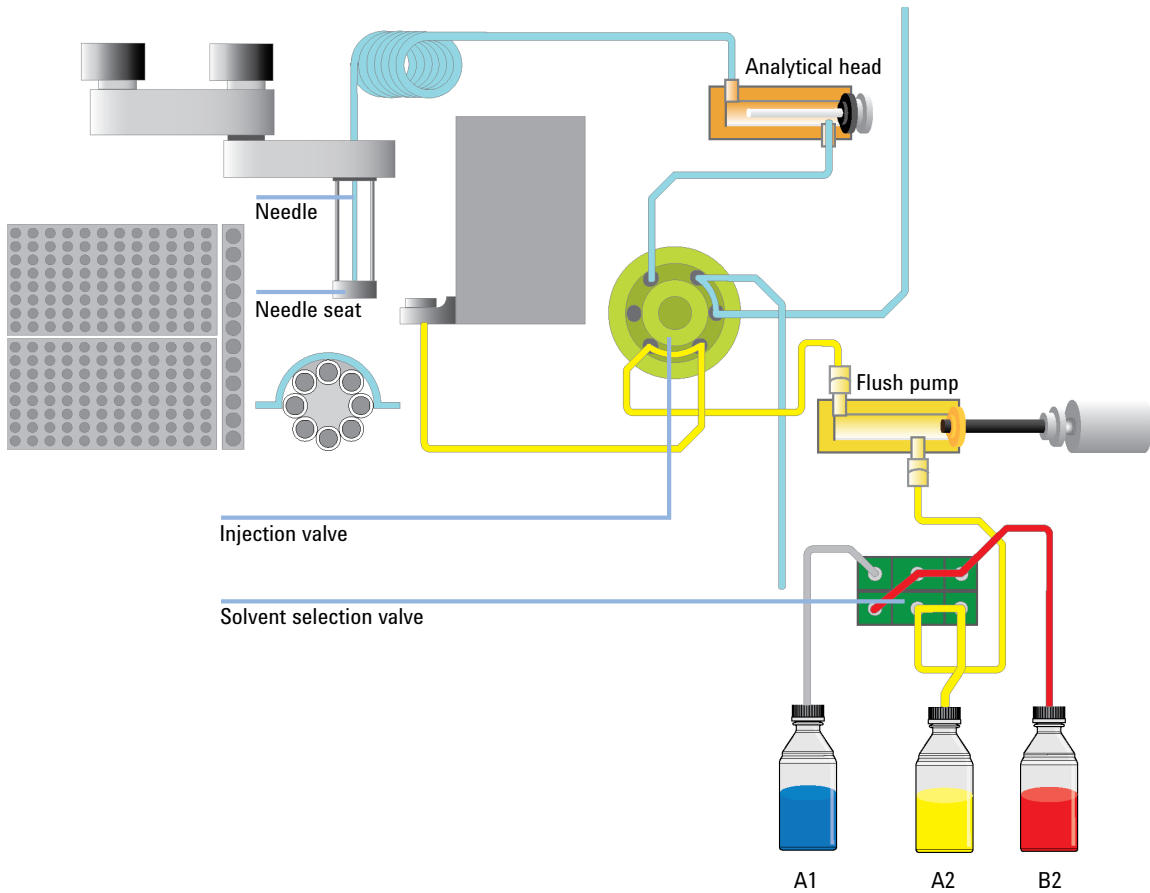 Analytical head
Needle
Needle seat
Flush pump
Injection valve
Solvent selection valve
A1
A2
B2